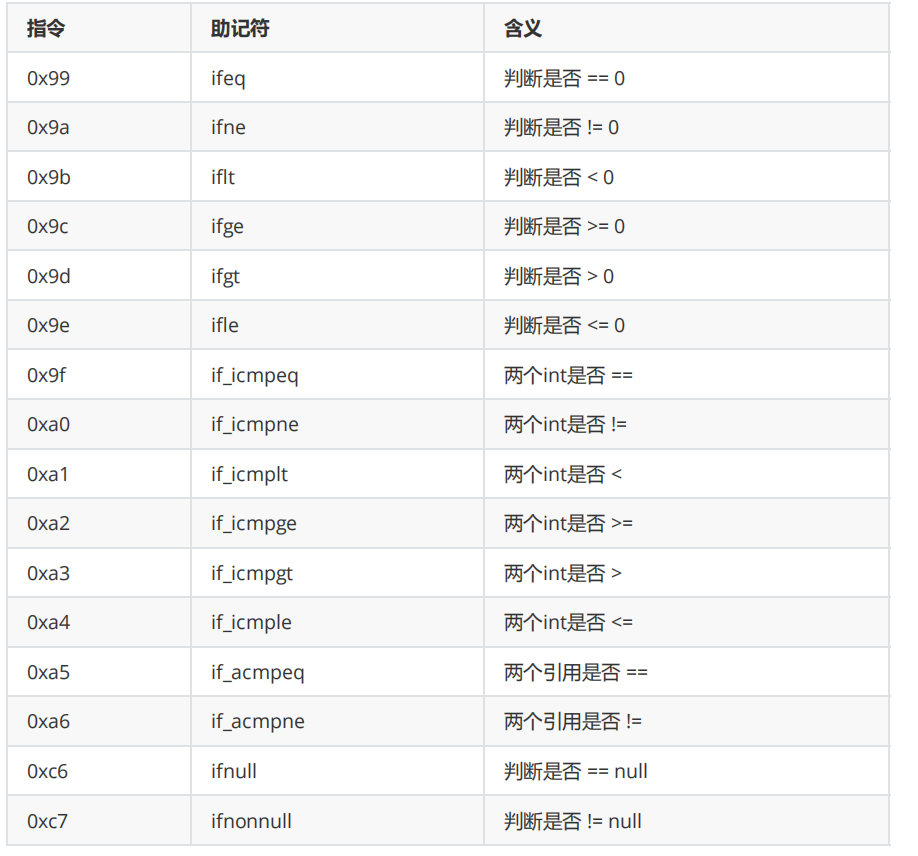 指令 助记符 含义
0x99 ifeq 判断是否 == 0
0x9a ifne 判断是否 != 0
0x9b iflt 判断是否 < 0
0x9c ifge 判断是否 >= 0
0x9d ifgt 判断是否 > 0
0x9e ifle 判断是否 <= 0
0x9f if_icmpeq 两个int是否 ==
0xa0 if_icmpne 两个int是否 !=
0xa1 if_icmplt 两个int是否 <
0xa2 if_icmpge 两个int是否 >=
0xa3 if_icmpgt 两个int是否 >
0xa4 if_icmple 两个int是否 <=
0xa5 if_acmpeq 两个引用是否 ==
0xa6 if_acmpne 两个引用是否 !=
0xc6 ifnull 判断是否 == null
0xc7 ifnonnull 判断是否 != null